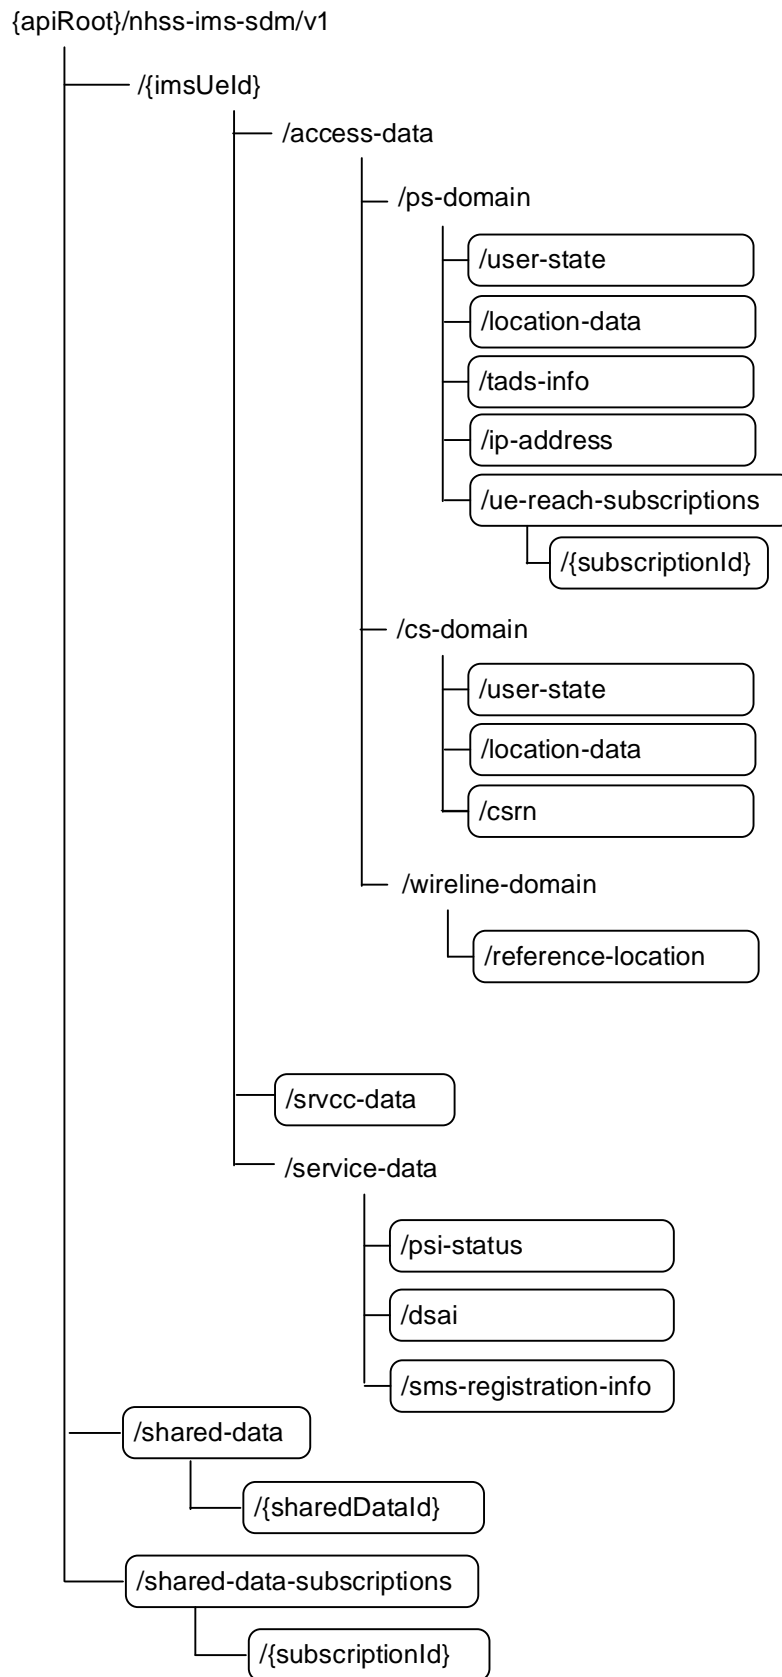 {apiRoot}/nhss-ims-sdm/v1
/{imsUeId}
/access-data
/ps-domain
/user-state
/location-data
/tads-info
/ip-address
/ue-reach-subscriptions
/{subscriptionId}
/cs-domain
/user-state
/location-data
/csrn
/wireline-domain
/reference-location
/srvcc-data
/service-data
/psi-status
/dsai
/sms-registration-info
/shared-data
/{sharedDataId}
/shared-data-subscriptions
/{subscriptionId}